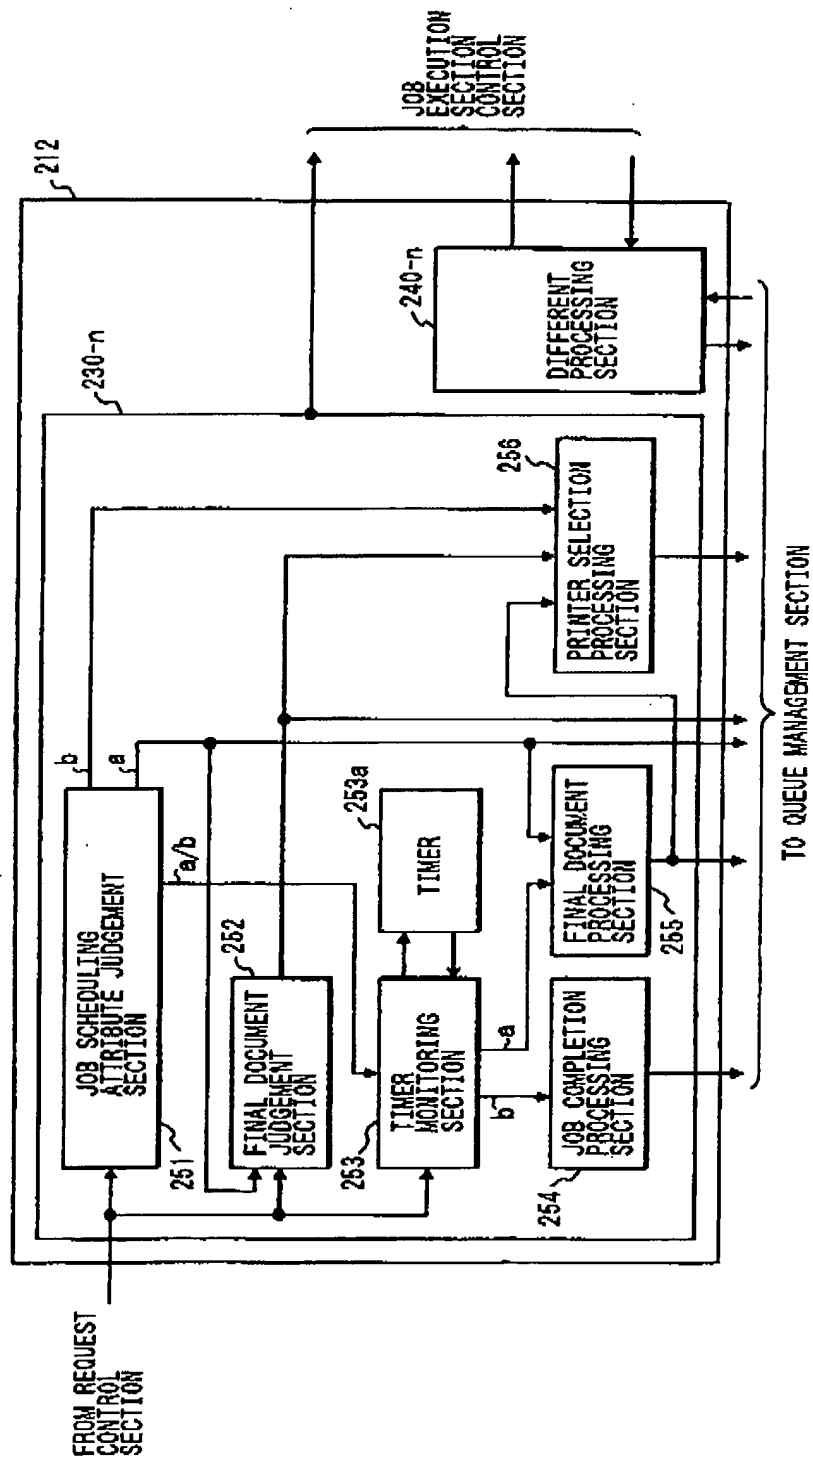 212
230-n
JOB
EXECUTION
SECTION
CONTROL
SECTION
240-n
DIFFERENT
PROCESSING
SECTION
FROM REQUEST
CONTROL
SECTION
251
JOB SCHEDULING
ATTRIBUTE JUDGEMENT
SECTION
b
a
a/b
252
FINAL DOCUMENT
JUDGEMENT
SECTION
253
TIMER
MONITORING
SECTION
253a
TIMER
a
b
254
JOB COMPLETION
PROCESSING
SECTION
255
FINAL DOCUMENT
PROCESSING
SECTION
256
PRINTER SELECTION
PROCESSING
SECTION
TO QUEUE MANAGEMENT SECTION